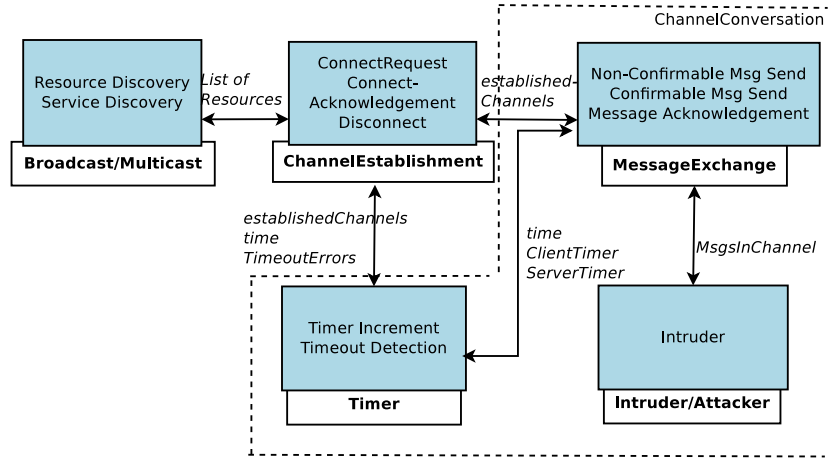 ChannelConversation
Resource Discovery
Service Discovery
Broadcast/Multicast
List of
Resources
ConnectRequest
Connect-
Acknowledgement
Disconnect
ChannelEstablishment
established-
Channels
Non-Confirmable Msg Send
Confirmable Msg Send
Message Acknowledgement
MessageExchange
establishedChannels
time
TimeoutErrors
time
ClientTimer
ServerTimer
MsgsInChannel
Timer Increment
Timeout Detection
Timer
Intruder
Intruder/Attacker